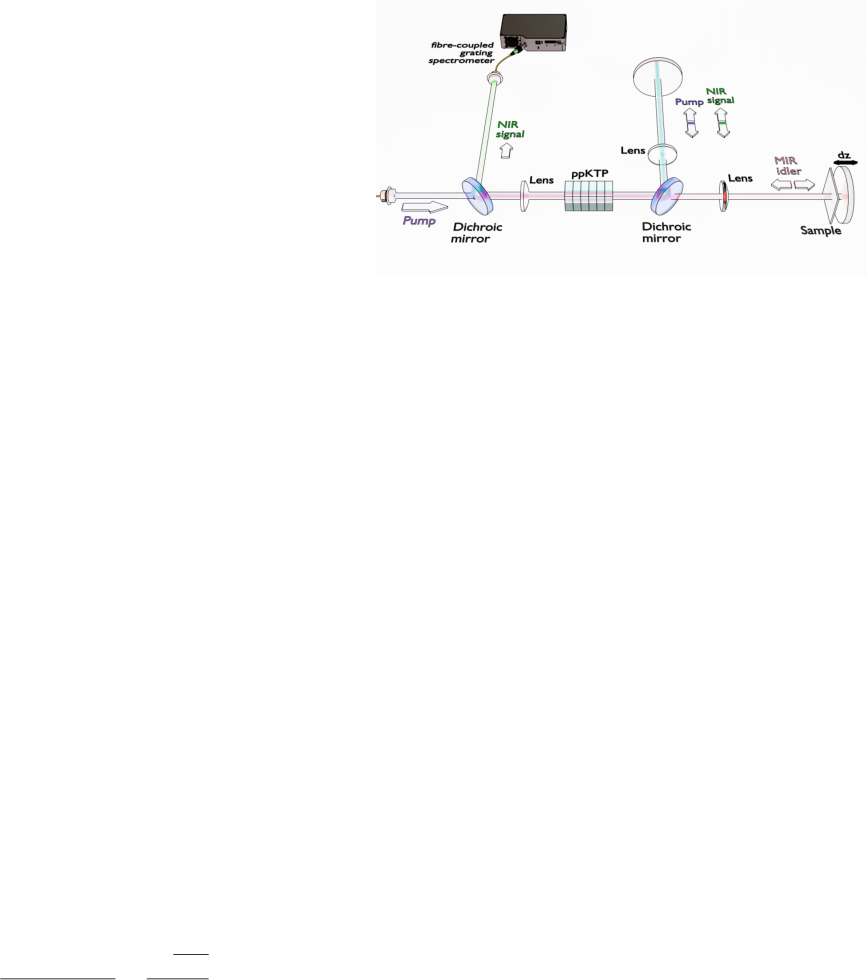 fibre-coupled
grating
spectrometer
NIR
signal
Pump
NIR
signal
Lens
Lens
ppKTP
Lens
MIR
idler
dz
Pump
Dichroic
mirror
Dichroic
mirror
Sample